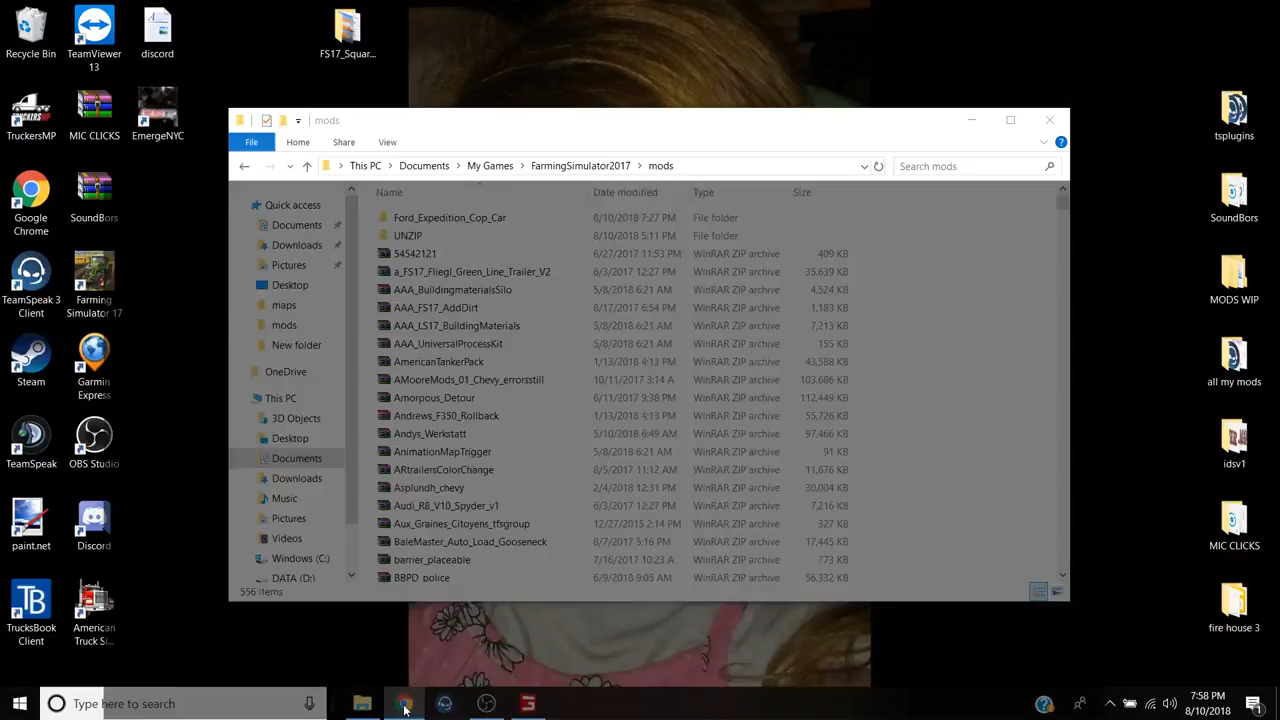 Recycle Bin
TeamViewer 13
discord
FS17_Squar...
TruckersMP
MIC CLICKS
EmergeNYC
Google Chrome
SoundBors
TeamSpeak 3 Client
Farming Simulator 17
Steam
Garmin Express
TeamSpeak
OBS Studio
paint.net
Discord
TrucksBook Client
American Truck Si...
mods
File Home Share View
This PC Documents My Games FarmingSimulator2017 mods
Search mods
Quick access
Documents
Downloads
Pictures
Desktop
maps
mods
New folder
OneDrive
This PC
3D Objects
Desktop
Documents
Downloads
Music
Pictures
Videos
Windows (C:)
DATA (D:)
Name Date modified Type Size
Ford_Expedition_Cop_Car 8/10/2018 7:27 PM File folder
UNZIP 8/10/2018 5:11 PM File folder
54542121 6/27/2017 11:53 PM WinRAR ZIP archive 409 KB
a_FS17_Fliegl_Green_Line_Trailer_V2 6/3/2017 12:27 PM WinRAR ZIP archive 35,639 KB
AAA_BuildingmaterialsSilo 5/8/2018 6:21 AM WinRAR ZIP archive 4,524 KB
AAA_FS17_AddDirt 8/17/2017 6:54 PM WinRAR ZIP archive 1,183 KB
AAA_LS17_BuildingMaterials 5/8/2018 6:21 AM WinRAR ZIP archive 7,213 KB
AAA_UniversalProcessKit 5/8/2018 6:21 AM WinRAR ZIP archive 155 KB
AmericanTankerPack 1/13/2018 4:13 PM WinRAR ZIP archive 43,588 KB
AMooreMods_01_Chevy_errorsstill 10/11/2017 3:14 A WinRAR ZIP archive 103,686 KB
Amorpous_Detour 6/11/2017 9:38 PM WinRAR ZIP archive 112,449 KB
Andrews_F350_Rollback 1/13/2018 4:13 PM WinRAR ZIP archive 55,726 KB
Andys_Werkstatt 5/10/2018 6:49 AM WinRAR ZIP archive 97,466 KB
AnimationMapTrigger 5/8/2018 6:21 AM WinRAR ZIP archive 91 KB
ARtrailersColorChange 8/5/2017 11:12 AM WinRAR ZIP archive 11,676 KB
Asplundh_chevy 2/4/2018 12:31 PM WinRAR ZIP archive 30,004 KB
Audi_R8_V10_Spyder_v1 6/3/2017 12:27 PM WinRAR ZIP archive 7,216 KB
Aux_Graines_Citoyens_tfsgroup 12/27/2015 2:14 PM WinRAR ZIP archive 327 KB
BaleMaster_Auto_Load_Gooseneck 8/7/2017 5:16 PM WinRAR ZIP archive 17,445 KB
barrier_placeable 7/16/2017 10:23 A WinRAR ZIP archive 773 KB
BBPD_police 6/9/2018 9:05 AM WinRAR ZIP archive 56,332 KB
556 items
tsplugins
SoundBors
MODS WIP
all my mods
idsv1
MIC CLICKS
fire house 3
Type here to search
7:58 PM
8/10/2018